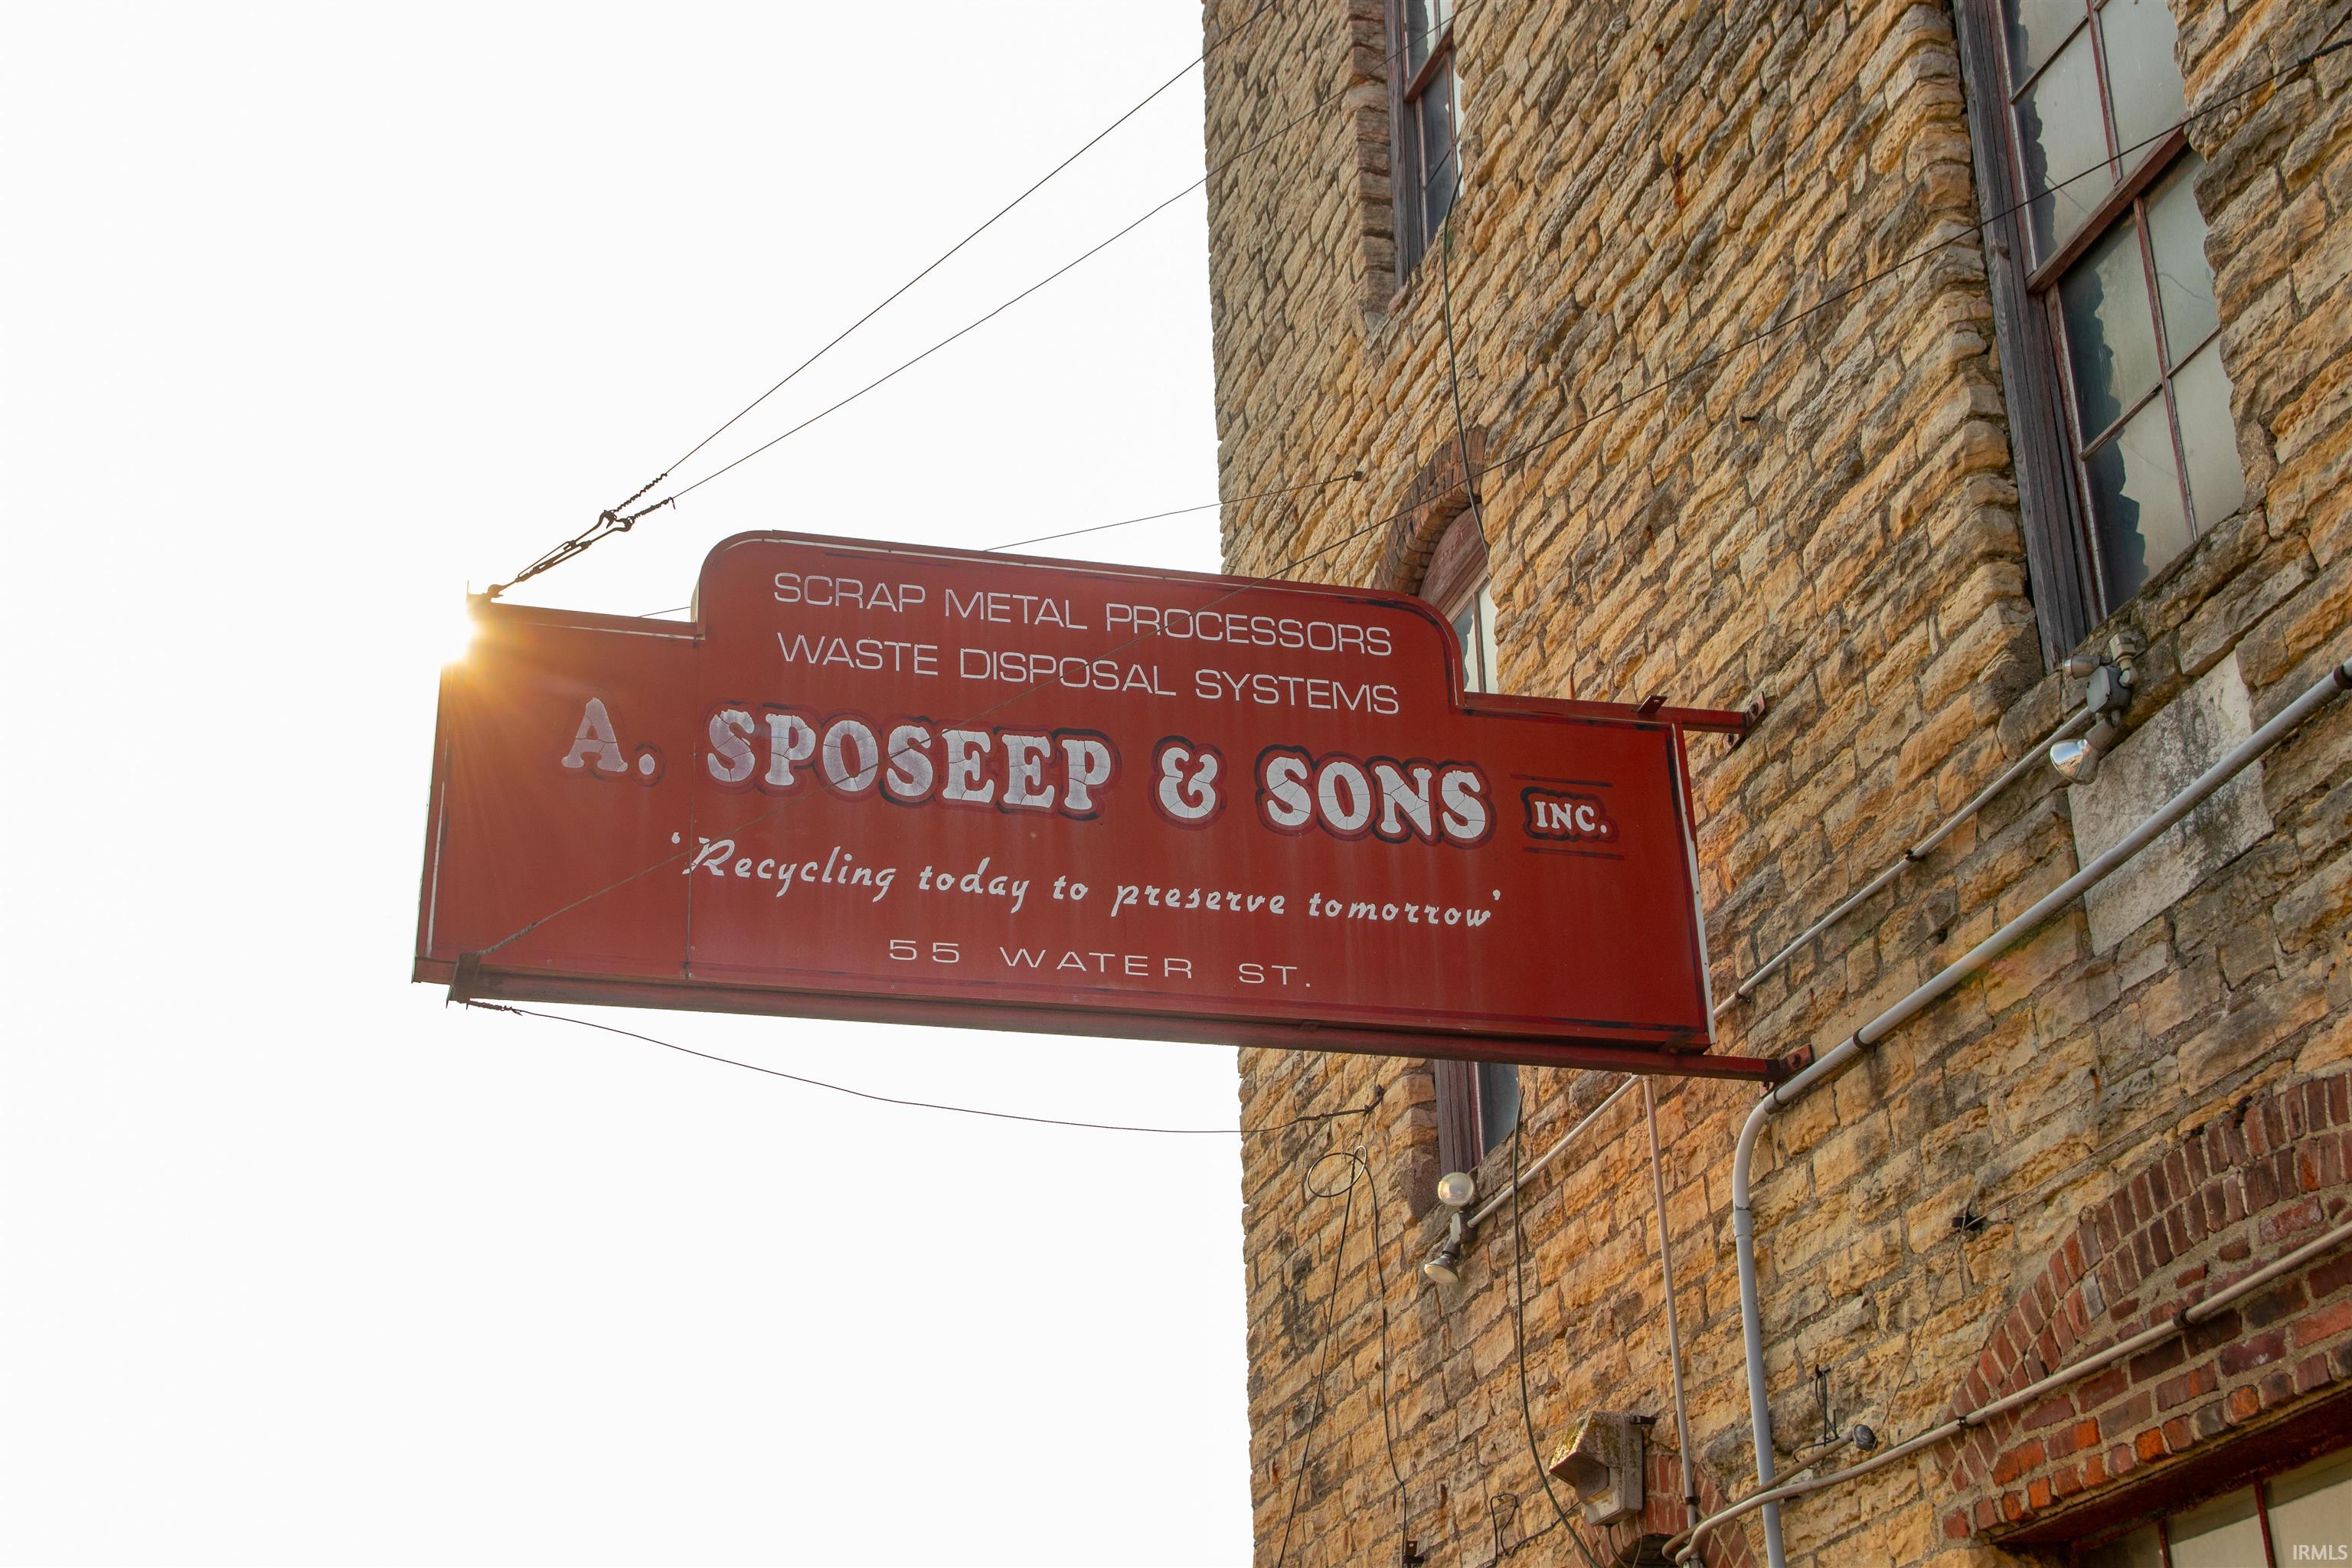 SCRAP METAL PROCESSORS
WASTE DISPOSAL SYSTEMS
A. SPOSEEP & SONS INC.
'Recycling today to preserve tomorrow'
55 WATER ST.
IRMLS